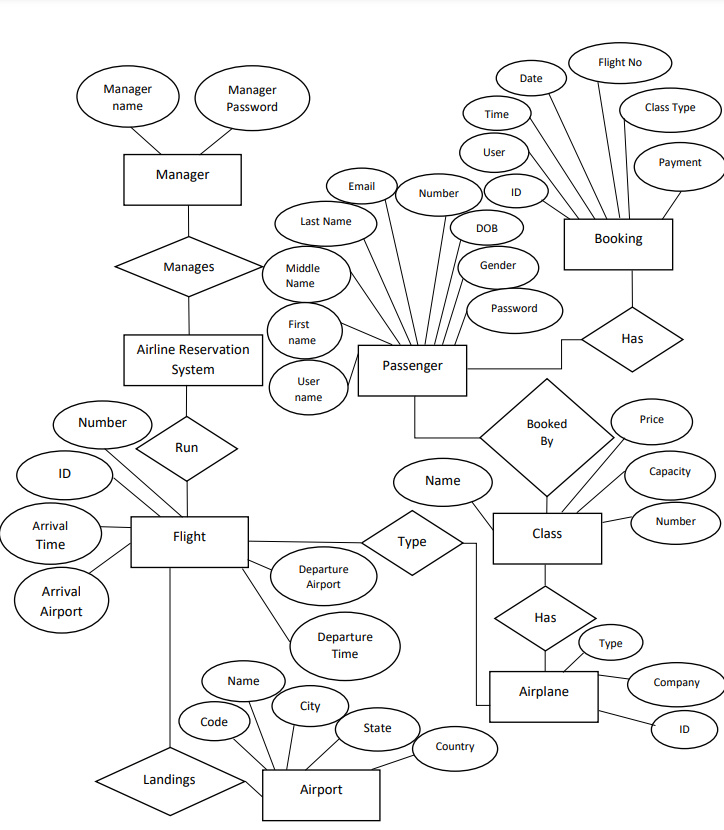 Flight No
Date
Manager
name
Manager
Password
Class Type
Time
User
Payment
Manager
Email
Number
ID
Last Name
DOB
Booking
Manages
Middle
Name
Gender
Password
First
name
Has
Airline Reservation
System
Passenger
User
name
Number
Booked
By
Price
Run
ID
Name
Capacity
Arrival
Time
Flight
Type
Class
Number
Departure
Airport
Arrival
Airport
Has
Departure
Time
Type
Name
Company
Airplane
City
Code
State
ID
Country
Landings
Airport